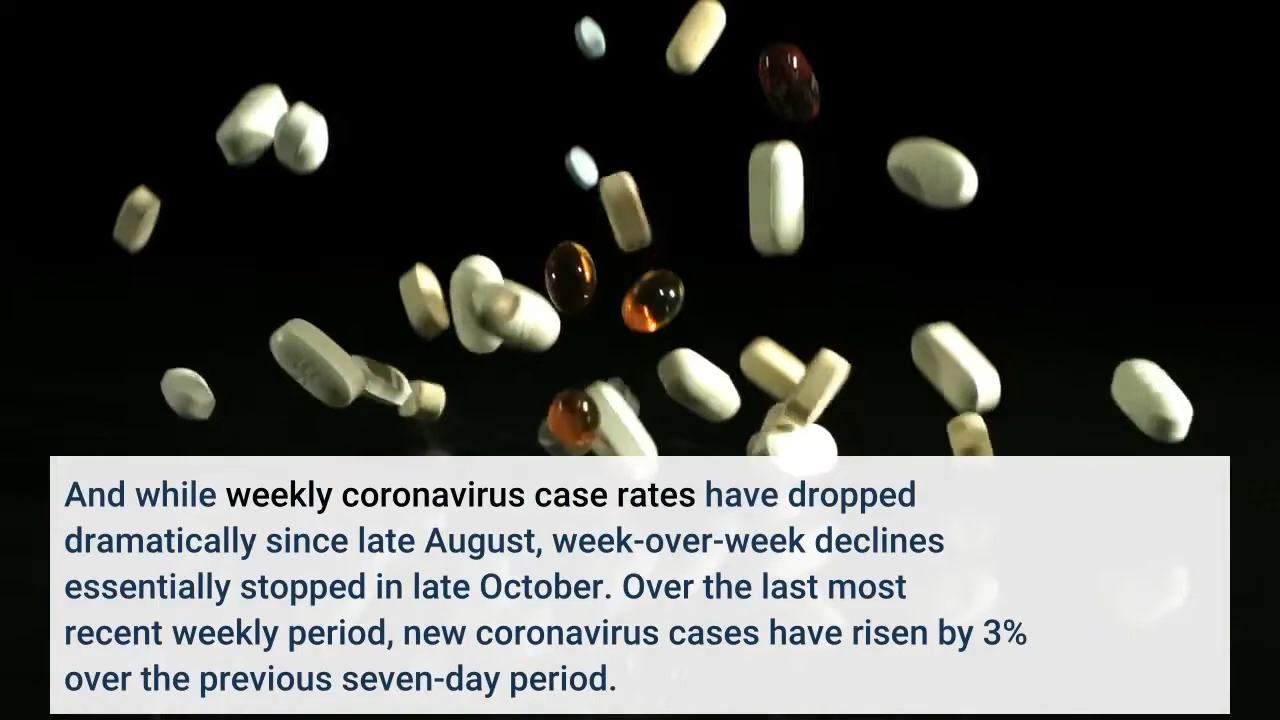 And while weekly coronavirus case rates have dropped
dramatically since late August, week-over-week declines
essentially stopped in late October. Over the last most
recent weekly period, new coronavirus cases have risen by 3%
over the previous seven-day period.